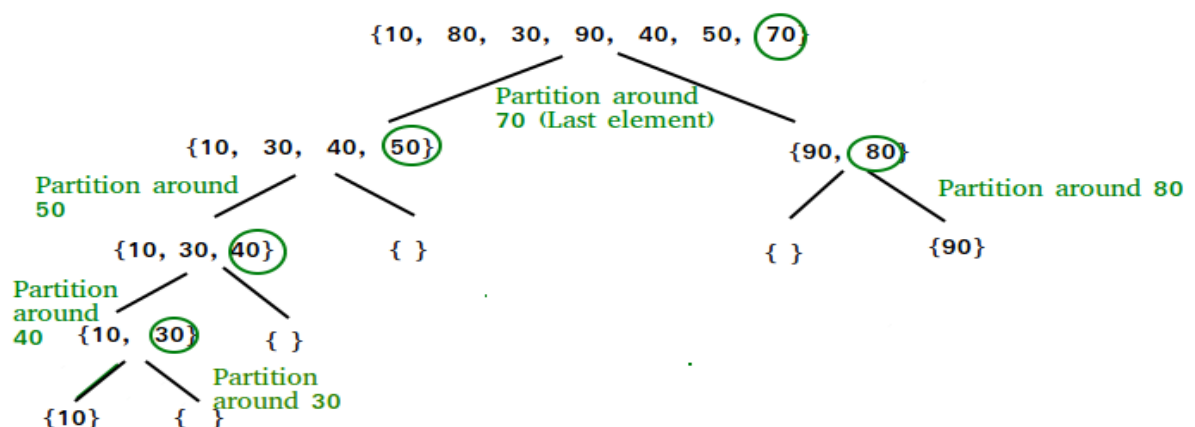 {10, 80, 30, 90, 40, 50, 70}
Partition around
70 (Last element)
{10, 30, 40, 50}
{90, 80}
Partition around
50
Partition around 80
{10, 30, 40}
{ }
{ }
{90}
Partition
around
40
{10, 30}
{ }
Partition
around 30
{10}
{ }